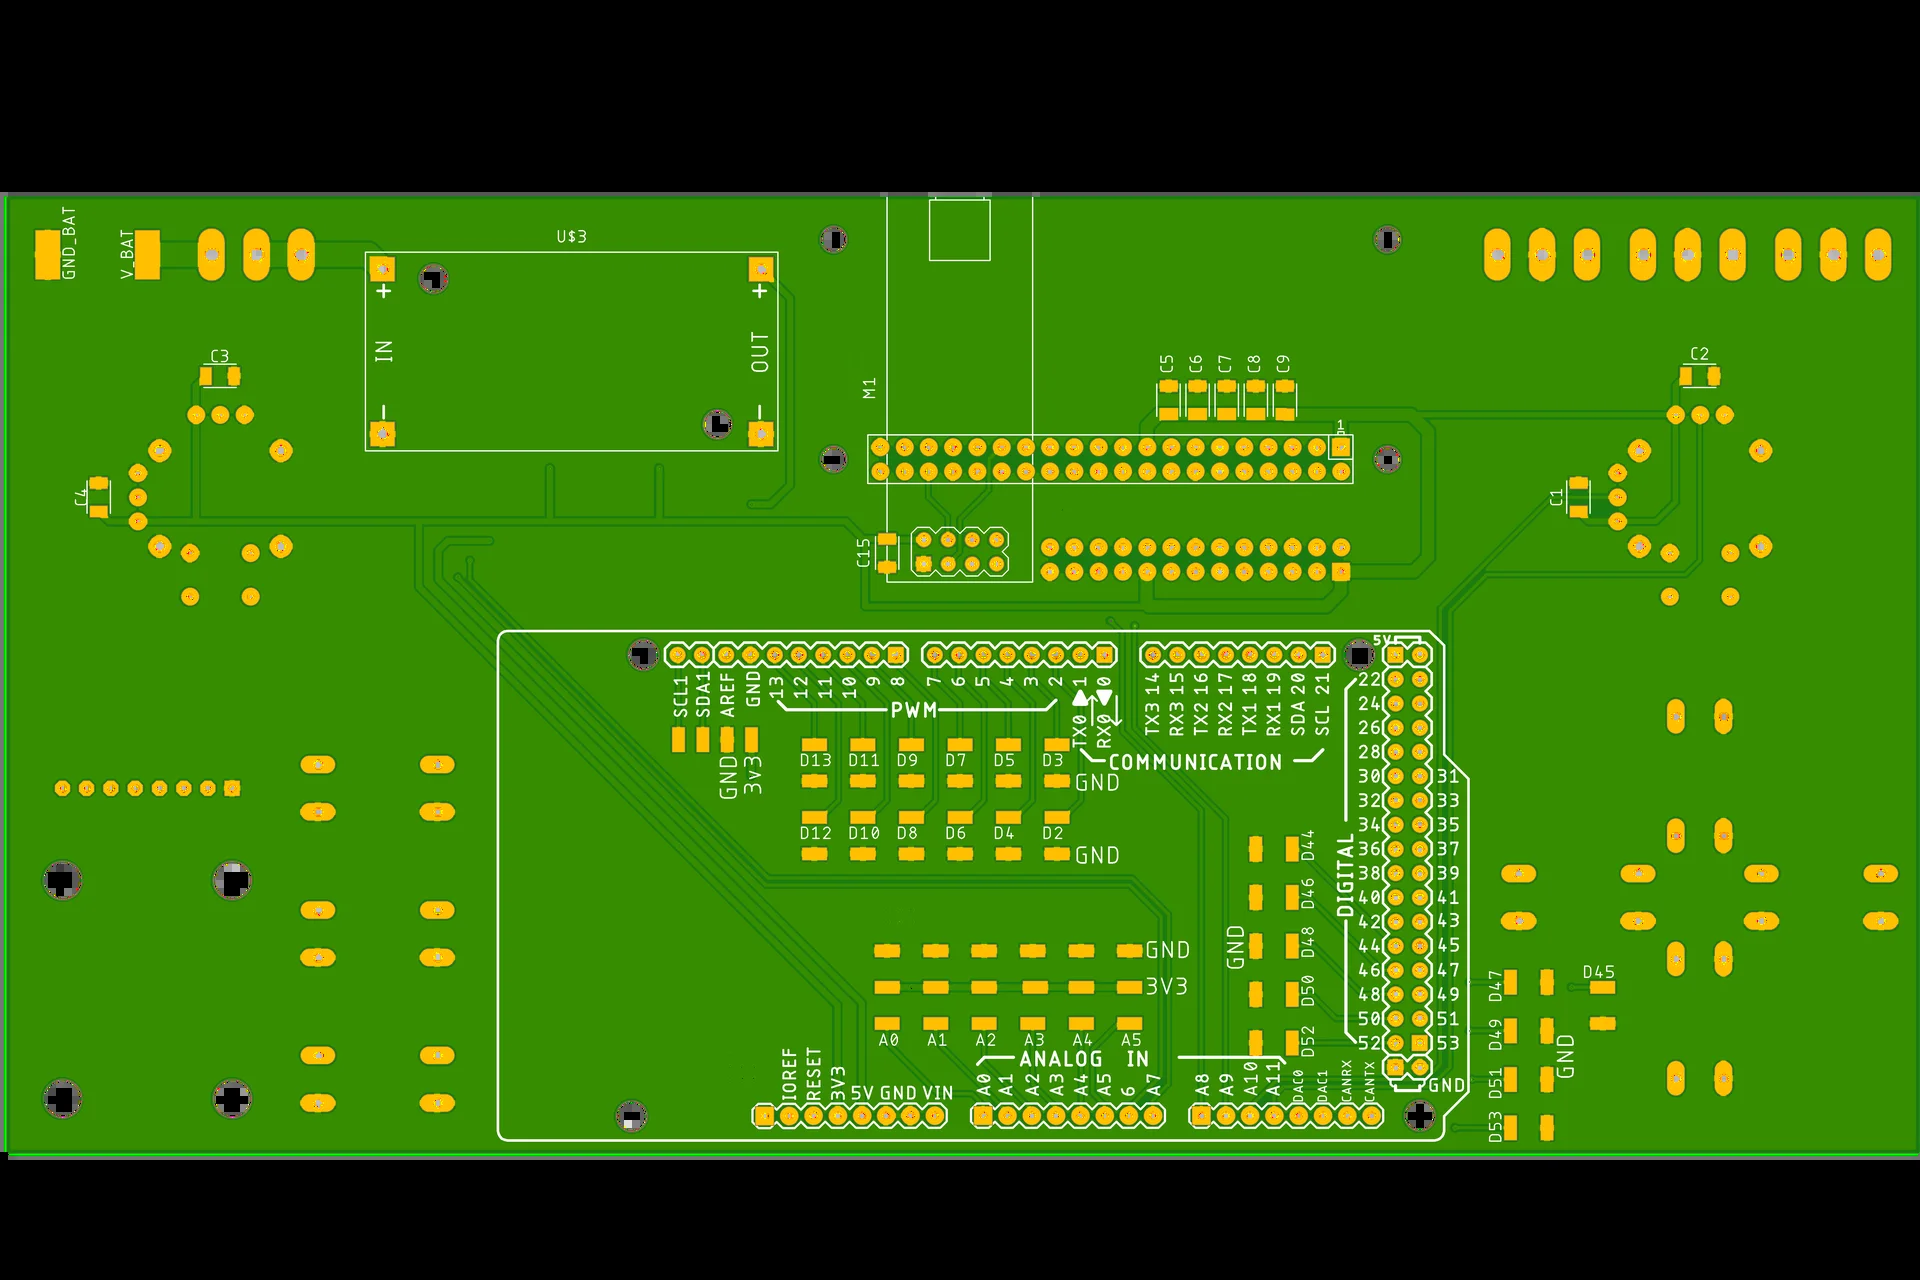 GND_BAT
V_BAT
U$3
+
+
IN
OUT
-
-
M1
C3
C4
C5
C6
C7
C8
C9
1
C2
C1
C15
SCL1
SDA1
AREF
GND
13
12
11
10
9
8
7
6
5
4
3
2
1
0
TX0
RX0
TX3 14
RX3 15
TX2 16
RX2 17
TX1 18
RX1 19
SDA 20
SCL 21
PWM
COMMUNICATION
5V
GND
3v3
D13 D11 D9 D7 D5 D3
GND
D12 D10 D8 D6 D4 D2
GND
22
24
26
28
30 31
32 33
34 35
36 37
38 39
40 41
42 43
44 45
46 47
48 49
50 51
52 53
DIGITAL
GND
D44
D46
D48
D50
D52
GND
GND
3V3
A0 A1 A2 A3 A4 A5
ANALOG IN
IOREF
RESET
3V3
5V GND VIN
A0
A1
A2
A3
A4
A5
6
A7
A8
A9
A10
A11
DAC0
DAC1
CANRX
CANTX
D47
D49
D51
D53
D45
GND